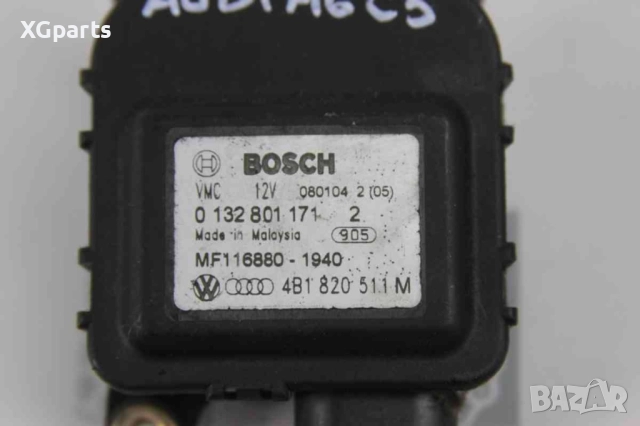 XGparts
AUDI A6 C5
BOSCH
VMC 12V 080104 2 (05)
0 132 801 171 2
Made in Malaysia 905
MF116880 - 1940
4B1 820 511 M
BAZAR